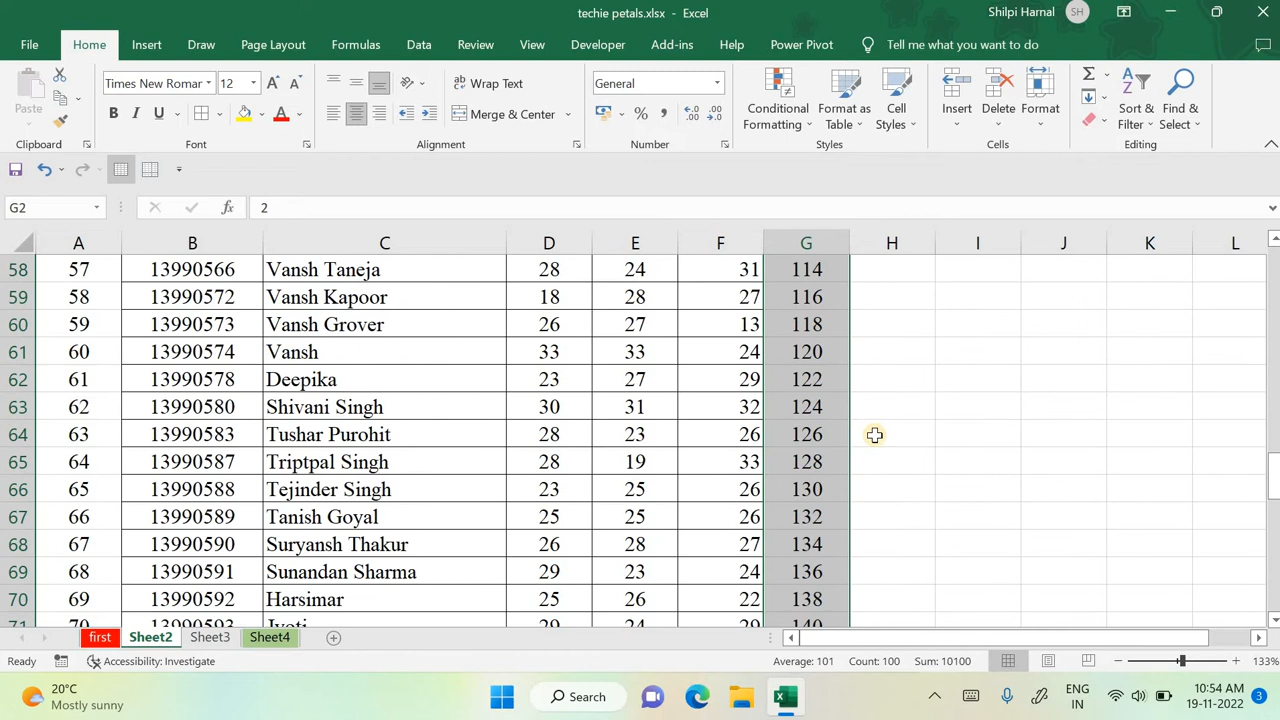 techie petals.xlsx - Excel
Shilpi Harnal SH
File Home Insert Draw Page Layout Formulas Data Review View Developer Add-ins Help Power Pivot Tell me what you want to do
Times New Romar 12 Wrap Text General
Paste B I U A Merge & Center % Conditional Formatting Format as Table Cell Styles Insert Delete Format Sort & Filter Find & Select
Clipboard Font Alignment Number Styles Cells Editing
G2 fx 2
A B C D E F G H I J K L
58 57 13990566 Vansh Taneja 28 24 31 114
59 58 13990572 Vansh Kapoor 18 28 27 116
60 59 13990573 Vansh Grover 26 27 13 118
61 60 13990574 Vansh 33 33 24 120
62 61 13990578 Deepika 23 27 29 122
63 62 13990580 Shivani Singh 30 31 32 124
64 63 13990583 Tushar Purohit 28 23 26 126
65 64 13990587 Triptpal Singh 28 19 33 128
66 65 13990588 Tejinder Singh 23 25 26 130
67 66 13990589 Tanish Goyal 25 25 26 132
68 67 13990590 Suryansh Thakur 26 28 27 134
69 68 13990591 Sunandan Sharma 29 23 24 136
70 69 13990592 Harsimar 25 26 22 138
71 70 13990593 Jyoti 29 24 29 140
first Sheet2 Sheet3 Sheet4
Ready Accessibility: Investigate Average: 101 Count: 100 Sum: 10100 133%
20°C
Mostly sunny
Search
ENG
IN
10:54 AM
19-11-2022
3